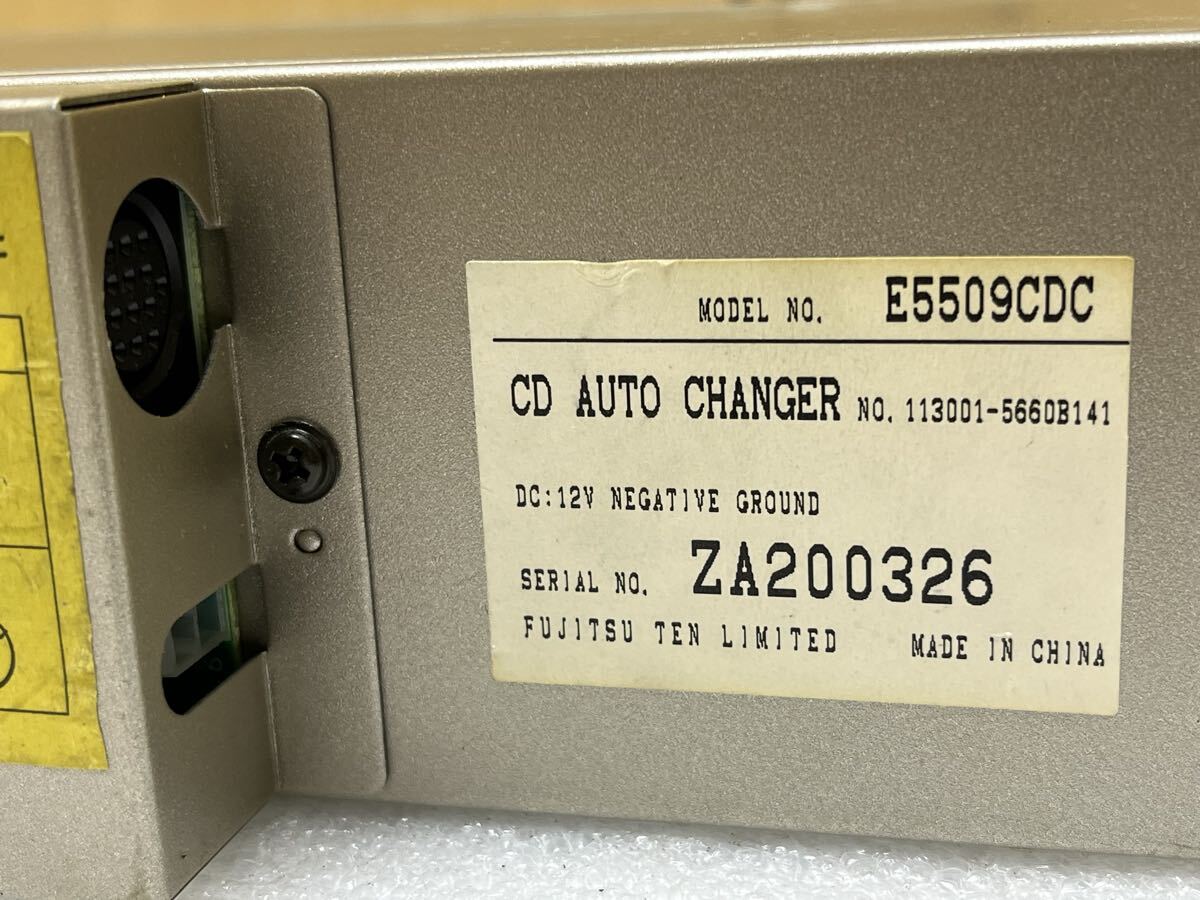 MODEL NO. E5509CDC
CD AUTO CHANGER NO. 113001-5660B141
DC:12V NEGATIVE GROUND
SERIAL NO. ZA200326
FUJITSU TEN LIMITED MADE IN CHINA